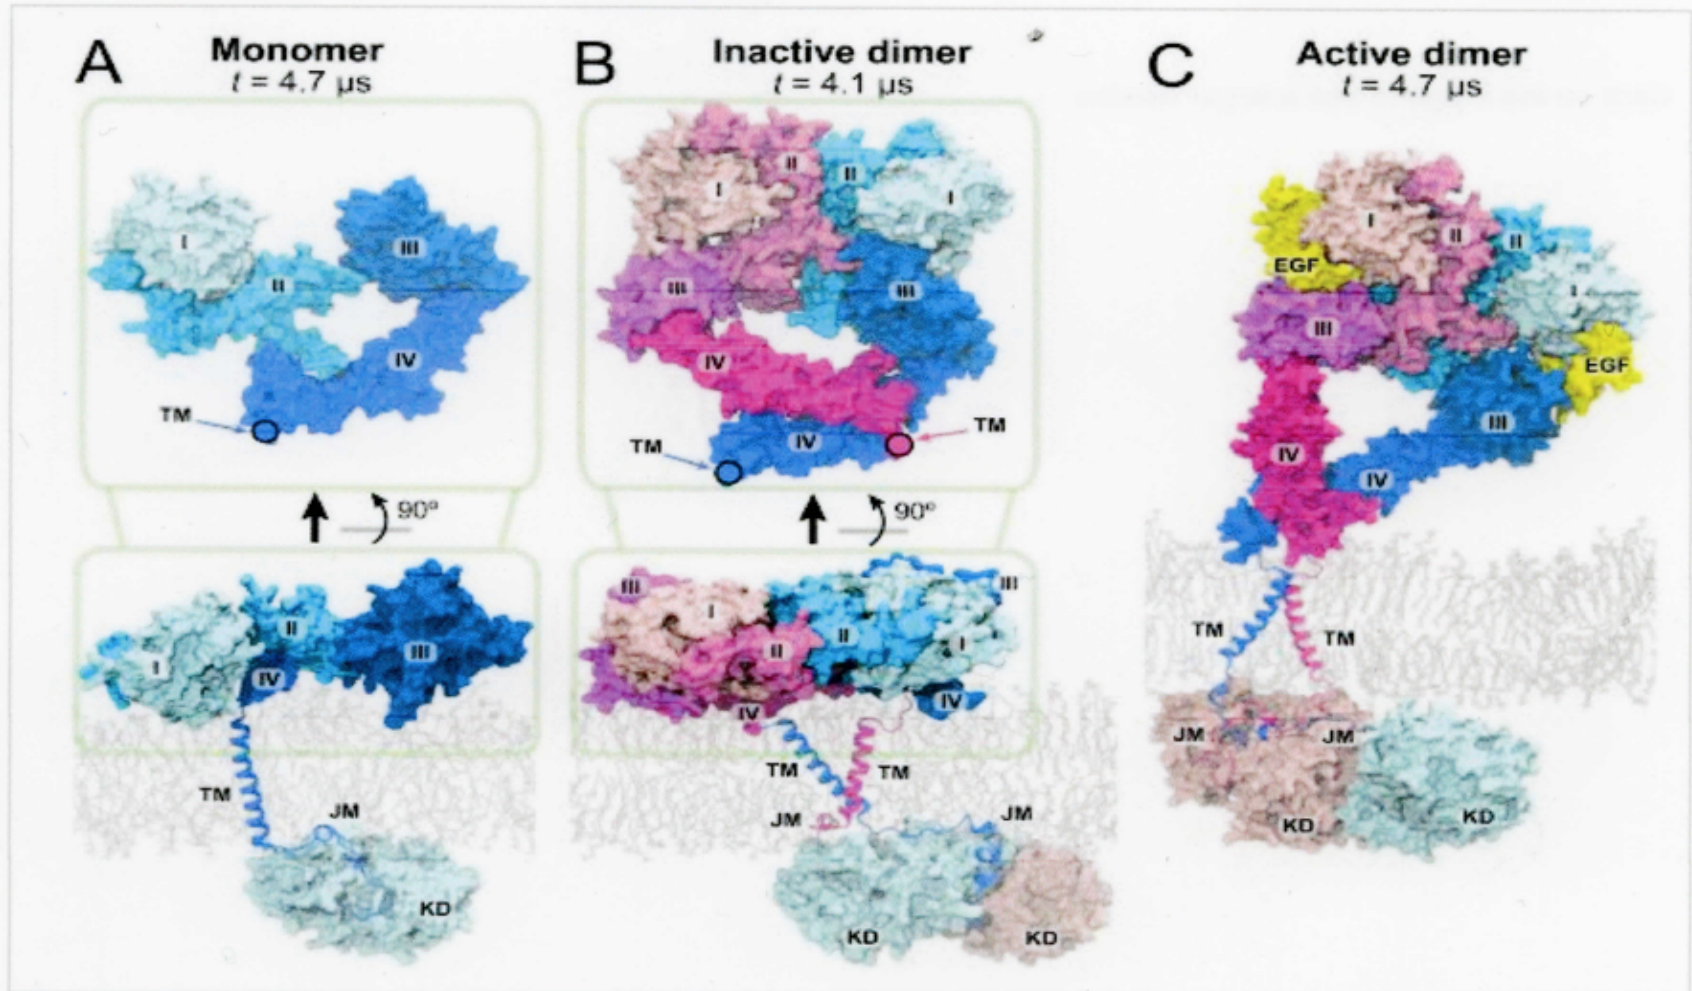 A
Monomer
t = 4.7 μs
I
II
III
IV
TM
90°
I
II
III
IV
TM
JM
KD
B
Inactive dimer
t = 4.1 μs
I
II
II
I
III
III
IV
IV
TM
TM
90°
III
I
II
II
I
III
IV
IV
TM
TM
JM
JM
KD
KD
C
Active dimer
t = 4.7 μs
I
II
II
I
EGF
III
EGF
III
IV
IV
TM
TM
JM
JM
KD
KD